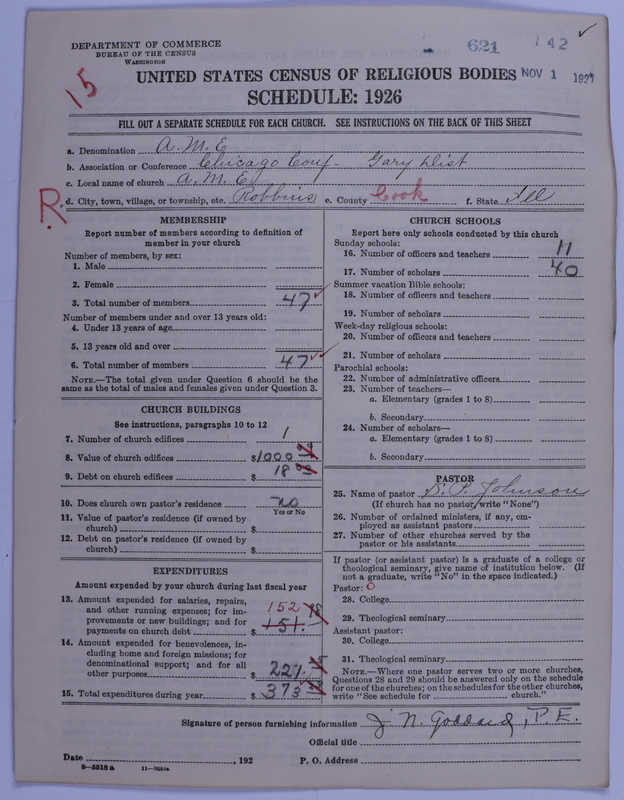 DEPARTMENT OF COMMERCE
BUREAU OF THE CENSUS
WASHINGTON
621 142
NOV 1 192
15
UNITED STATES CENSUS OF RELIGIOUS BODIES
SCHEDULE: 1926
FILL OUT A SEPARATE SCHEDULE FOR EACH CHURCH. SEE INSTRUCTIONS ON THE BACK OF THIS SHEET
a. Denomination A. M. E
b. Association or Conference Chicago Conf - Gary Dist
c. Local name of church A. M. E
R
d. City, town, village, or township, etc. Robbins e. County Cook f. State Ill
MEMBERSHIP
Report number of members according to definition of
member in your church
Number of members, by sex:
1. Male
2. Female
3. Total number of members 47
Number of members under and over 13 years old:
4. Under 13 years of age
5. 13 years old and over
6. Total number of members 47
NOTE.—The total given under Question 6 should be the
same as the total of males and females given under Question 3.
CHURCH BUILDINGS
See instructions, paragraphs 10 to 12
7. Number of church edifices 1
8. Value of church edifices $1000 00
9. Debt on church edifices $ 18 00
10. Does church own pastor's residence no
Yes or No
11. Value of pastor's residence (if owned by
church) $
12. Debt on pastor's residence (if owned by
church) $
EXPENDITURES
Amount expended by your church during last fiscal year
13. Amount expended for salaries, repairs,
and other running expenses; for im- 152
provements or new buildings; and for
payments on church debt $ 151.
14. Amount expended for benevolences, in-
cluding home and foreign missions; for
denominational support; and for all
other purposes $ 221
15. Total expenditures during year $ 373
CHURCH SCHOOLS
Report here only schools conducted by this church
Sunday schools:
16. Number of officers and teachers 11
17. Number of scholars 40
Summer vacation Bible schools:
18. Number of officers and teachers
19. Number of scholars
Week-day religious schools:
20. Number of officers and teachers
21. Number of scholars
Parochial schools:
22. Number of administrative officers
23. Number of teachers—
a. Elementary (grades 1 to 8)
b. Secondary
24. Number of scholars—
a. Elementary (grades 1 to 8)
b. Secondary
PASTOR
25. Name of pastor B. P. Johnson
(If church has no pastor, write "None")
26. Number of ordained ministers, if any, em-
ployed as assistant pastors
27. Number of other churches served by the
pastor or his assistants
If pastor (or assistant pastor) is a graduate of a college or
theological seminary, give name of institution below. (If
not a graduate, write "No" in the space indicated.)
Pastor: 0
28. College
29. Theological seminary
Assistant pastor:
30. College
31. Theological seminary
NOTE.—Where one pastor serves two or more churches,
Questions 28 and 29 should be answered only on the schedule
for one of the churches; on the schedules for the other churches,
write "See schedule for church."
Signature of person furnishing information J. N. Goddard, P. E.
Official title
Date , 192 P. O. Address
8—5518 a 11—9054a